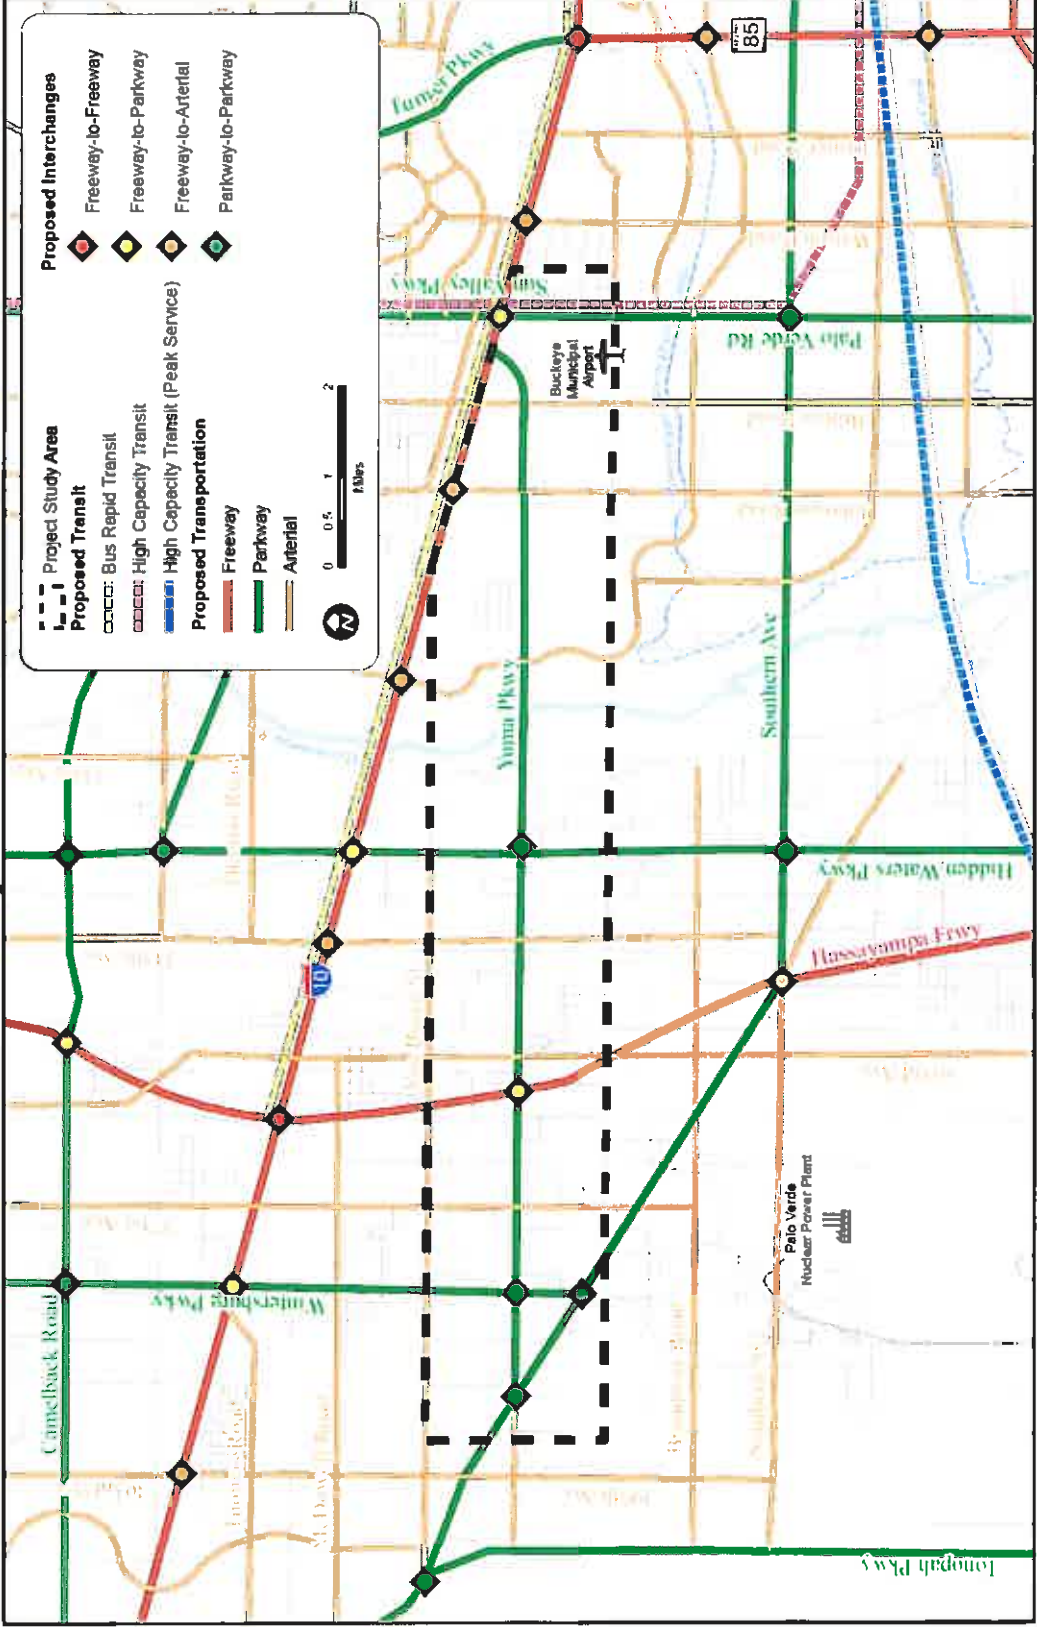 Project Study Area
Proposed Transit
Bus Rapid Transit
High Capacity Transit
High Capacity Transit (Peak Service)
Proposed Transportation
Freeway
Parkway
Arterial
Proposed Interchanges
Freeway-to-Freeway
Freeway-to-Parkway
Freeway-to-Arterial
Parkway-to-Parkway
N
0 0.5 1 2
Miles
Camelback Road
Wintersburg Pkwy
10
Turner Pkwy
Sun Valley Pkwy
85
Buckeye
Municipal
Airport
Palo Verde Rd
Yuma Pkwy
Southern Ave
Hidden Waters Pkwy
Hassayampa Frwy
Palo Verde
Nuclear Power Plant
Tonopah Pkwy